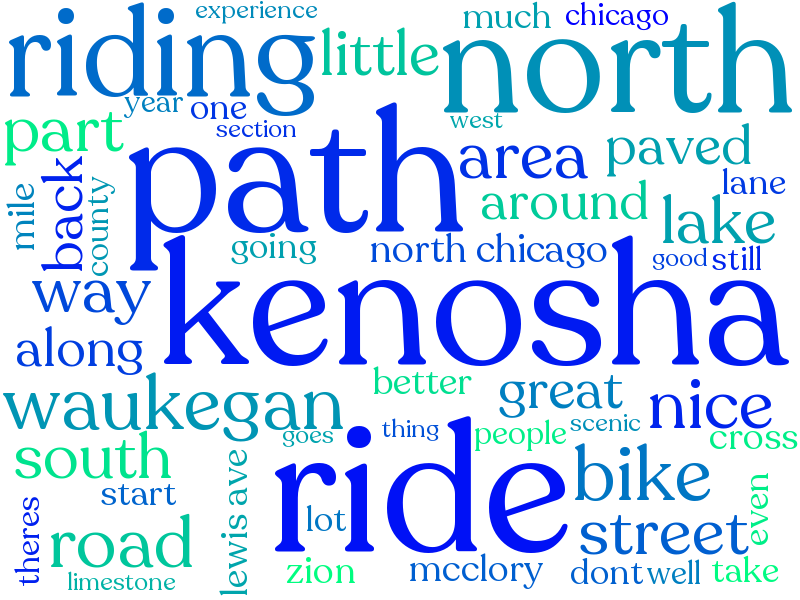 experience
much
chicago
riding
little
north
year
one
section
west
part
path
area
paved
mile
back
county
around
lane
lake
going
north chicago
good
still
way
kenosha
along
better
great
nice
waukegan
goes
thing
people
scenic
cross
south
ride
bike
start
lewis ave
lot
theres
road
street
even
limestone
zion
mcclory
dont
well
take